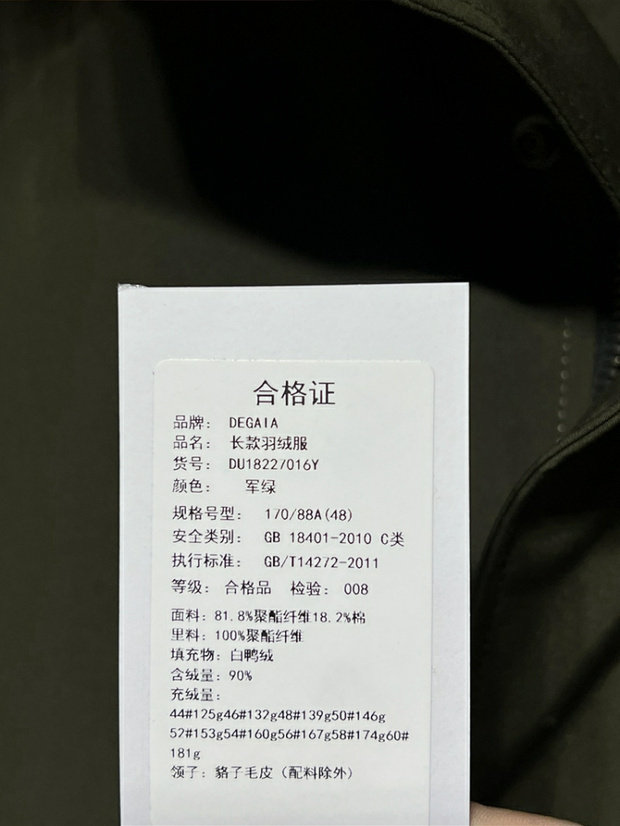 合格证
品牌: DEGAIA
品名: 长款羽绒服
货号: DU18227016Y
颜色: 军绿
规格号型: 170/88A(48)
安全类别: GB 18401-2010 C类
执行标准: GB/T14272-2011
等级: 合格品 检验: 008
面料: 81.8%聚酯纤维18.2%棉
里料: 100%聚酯纤维
填充物: 白鸭绒
含绒量: 90%
充绒量:
44#125g46#132g48#139g50#146g
52#153g54#160g56#167g58#174g60#
181g
领子: 貉子毛皮（配料除外）